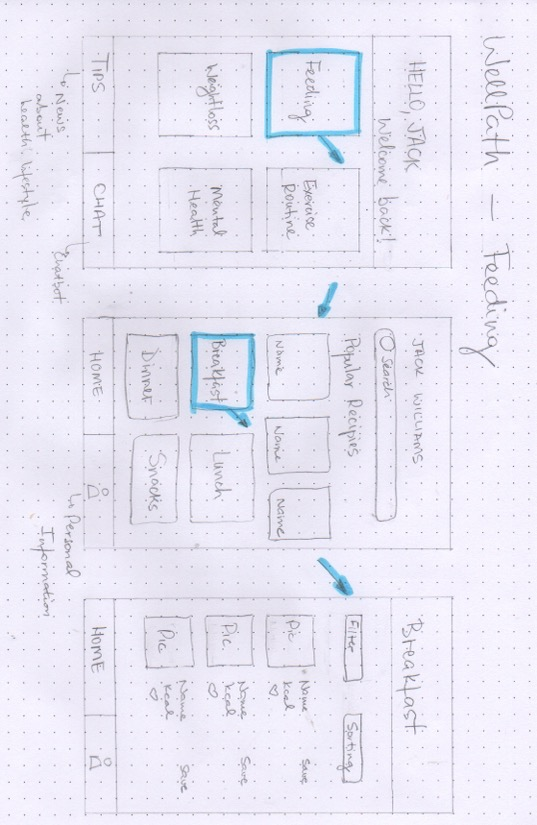 WellPath – Feeding
HELLO, JACK
Welcome back!
Feeding
Exercise
Routine
Weightloss
Mental
Health
TIPS
CHAT
↳ News
about
health lifestyle
↳ Chatbot
JACK WILLIAMS
Search
Popular Recipies
Name
Name
Name
Breakfast
Lunch
Dinner
Snacks
HOME
↳ Personal
Information
Breakfast
Filter
Sorting
Pic
Name
kcal
♡
Save
Pic
Name
kcal
♡
Save
Pic
Name
kcal
♡
Save
HOME